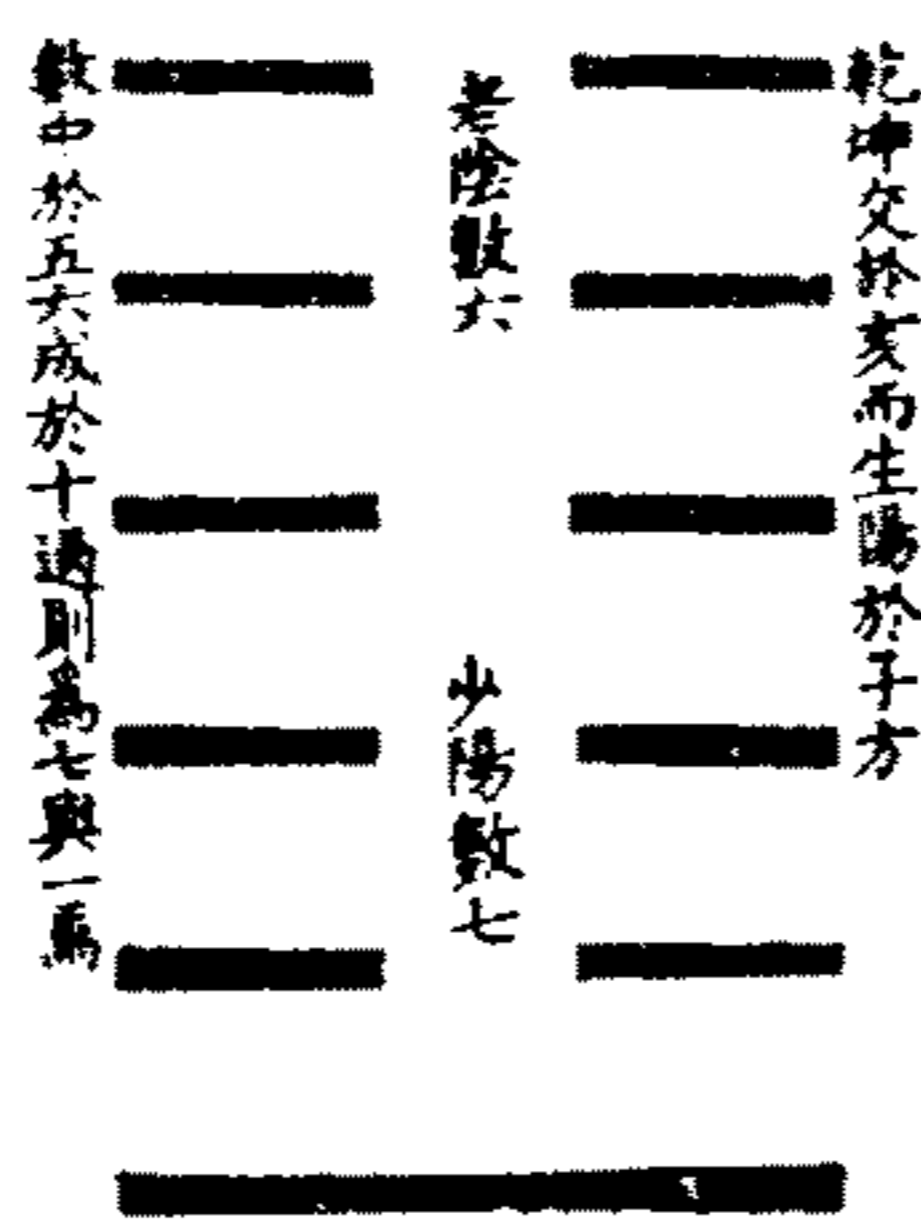 乾坤交於亥而生陽於子方
老陰數六
少陽數七
數中於五六成於十過則為七與一焉